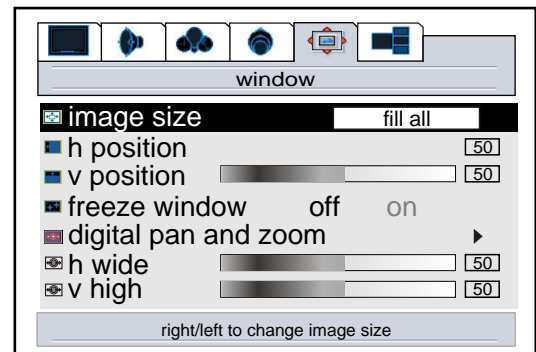 window
image size fill all
h position 50
v position 50
freeze window off on
digital pan and zoom
h wide 50
v high 50
right/left to change image size